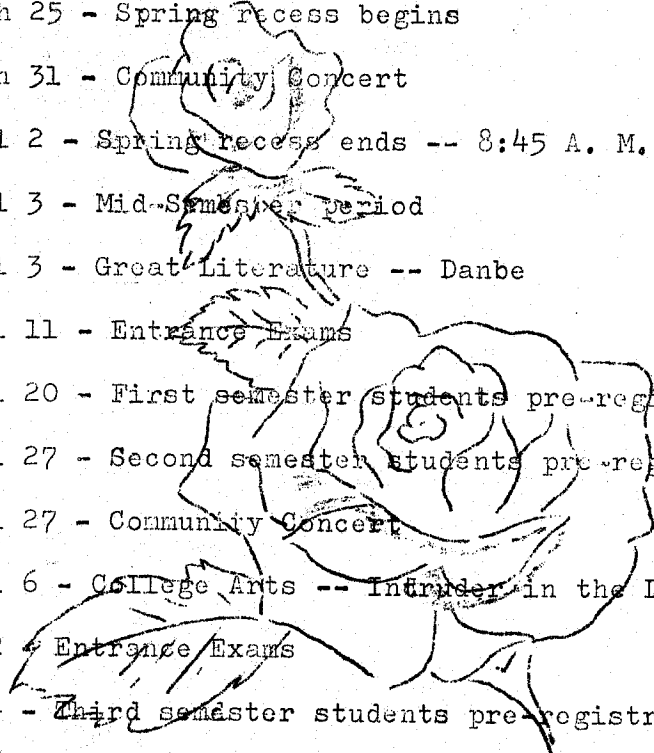 h 25 - Spring recess begins
h 31 - Community Concert
l 2 - Spring recess ends -- 8:45 A. M.
l 3 - Mid-Semester period
l 3 - Great Literature -- Danbe
l 11 - Entrance Exams
l 20 - First semester students pre-regi
l 27 - Second semester students pre-reg
l 27 - Community Concert
6 - College Arts -- Intruder in the
- Entrance Exams
- Third semester students pre-registr